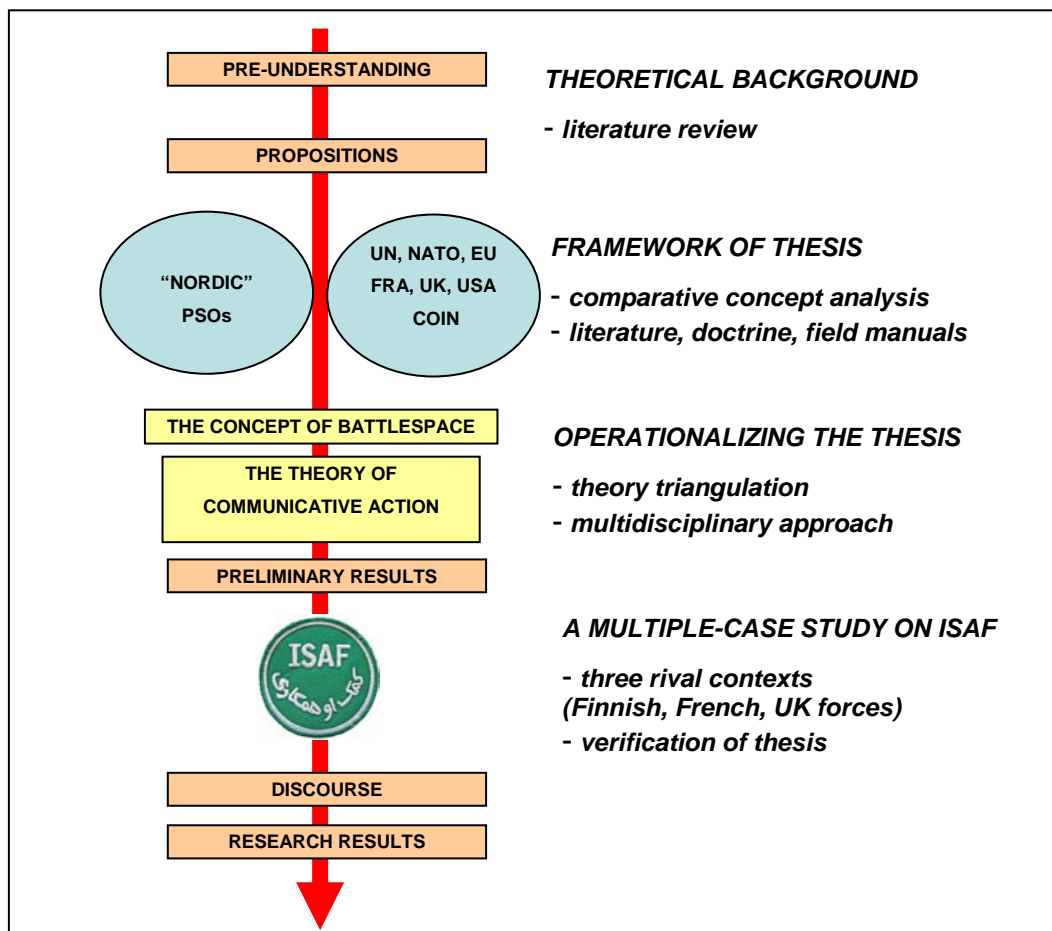 PRE-UNDERSTANDING
THEORETICAL BACKGROUND
- literature review
PROPOSITIONS
“NORDIC”
PSOs
UN, NATO, EU
FRA, UK, USA
COIN
FRAMEWORK OF THESIS
- comparative concept analysis
- literature, doctrine, field manuals
THE CONCEPT OF BATTLESPACE
THE THEORY OF
COMMUNICATIVE ACTION
OPERATIONALIZING THE THESIS
- theory triangulation
- multidisciplinary approach
PRELIMINARY RESULTS
ISAF
کمک او همکاري
A MULTIPLE-CASE STUDY ON ISAF
- three rival contexts
(Finnish, French, UK forces)
- verification of thesis
DISCOURSE
RESEARCH RESULTS